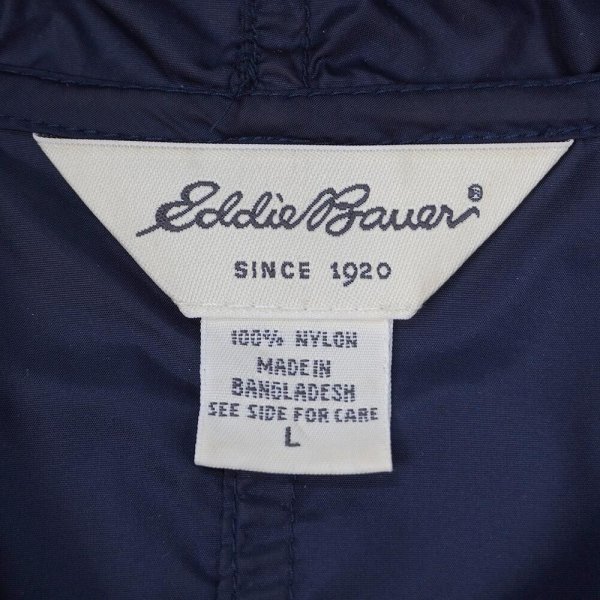 Eddie Bauer®
SINCE 1920
100% NYLON
MADE IN
BANGLADESH
SEE SIDE FOR CARE
L